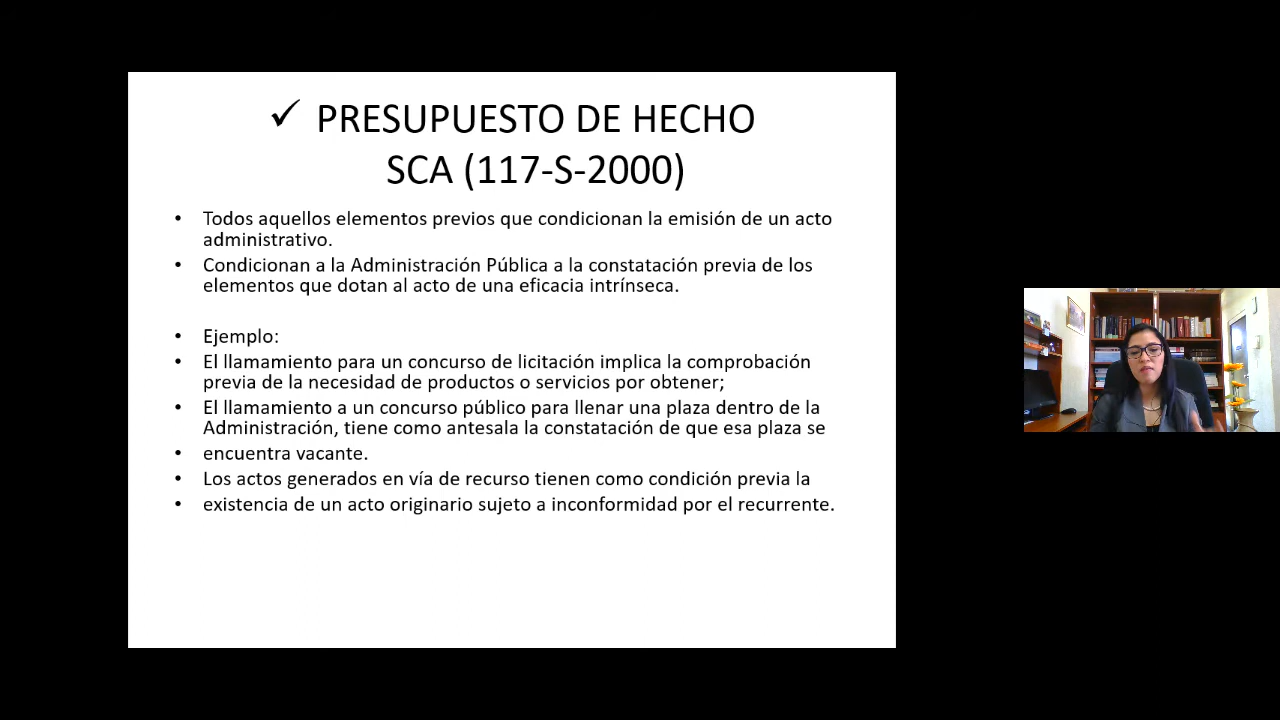 ✓ PRESUPUESTO DE HECHO
SCA (117-S-2000)
• Todos aquellos elementos previos que condicionan la emisión de un acto
administrativo.
• Condicionan a la Administración Pública a la constatación previa de los
elementos que dotan al acto de una eficacia intrínseca.
• Ejemplo:
• El llamamiento para un concurso de licitación implica la comprobación
previa de la necesidad de productos o servicios por obtener;
• El llamamiento a un concurso público para llenar una plaza dentro de la
Administración, tiene como antesala la constatación de que esa plaza se
• encuentra vacante.
• Los actos generados en vía de recurso tienen como condición previa la
• existencia de un acto originario sujeto a inconformidad por el recurrente.